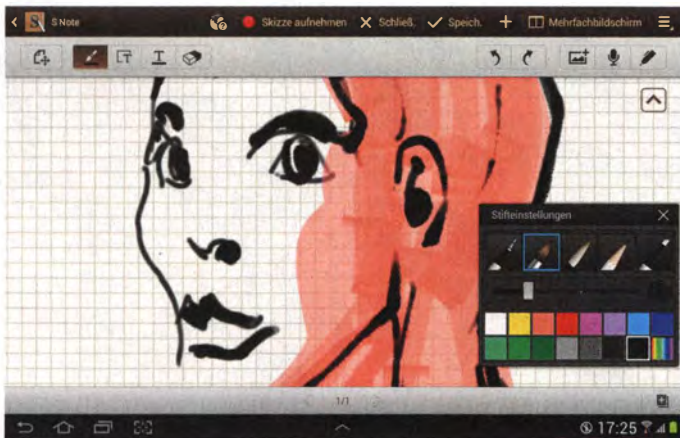 S Note Skizze aufnehmen Schließ. Speich. Mehrfachbildschirm
Stifteinstellungen
1/1
17:25